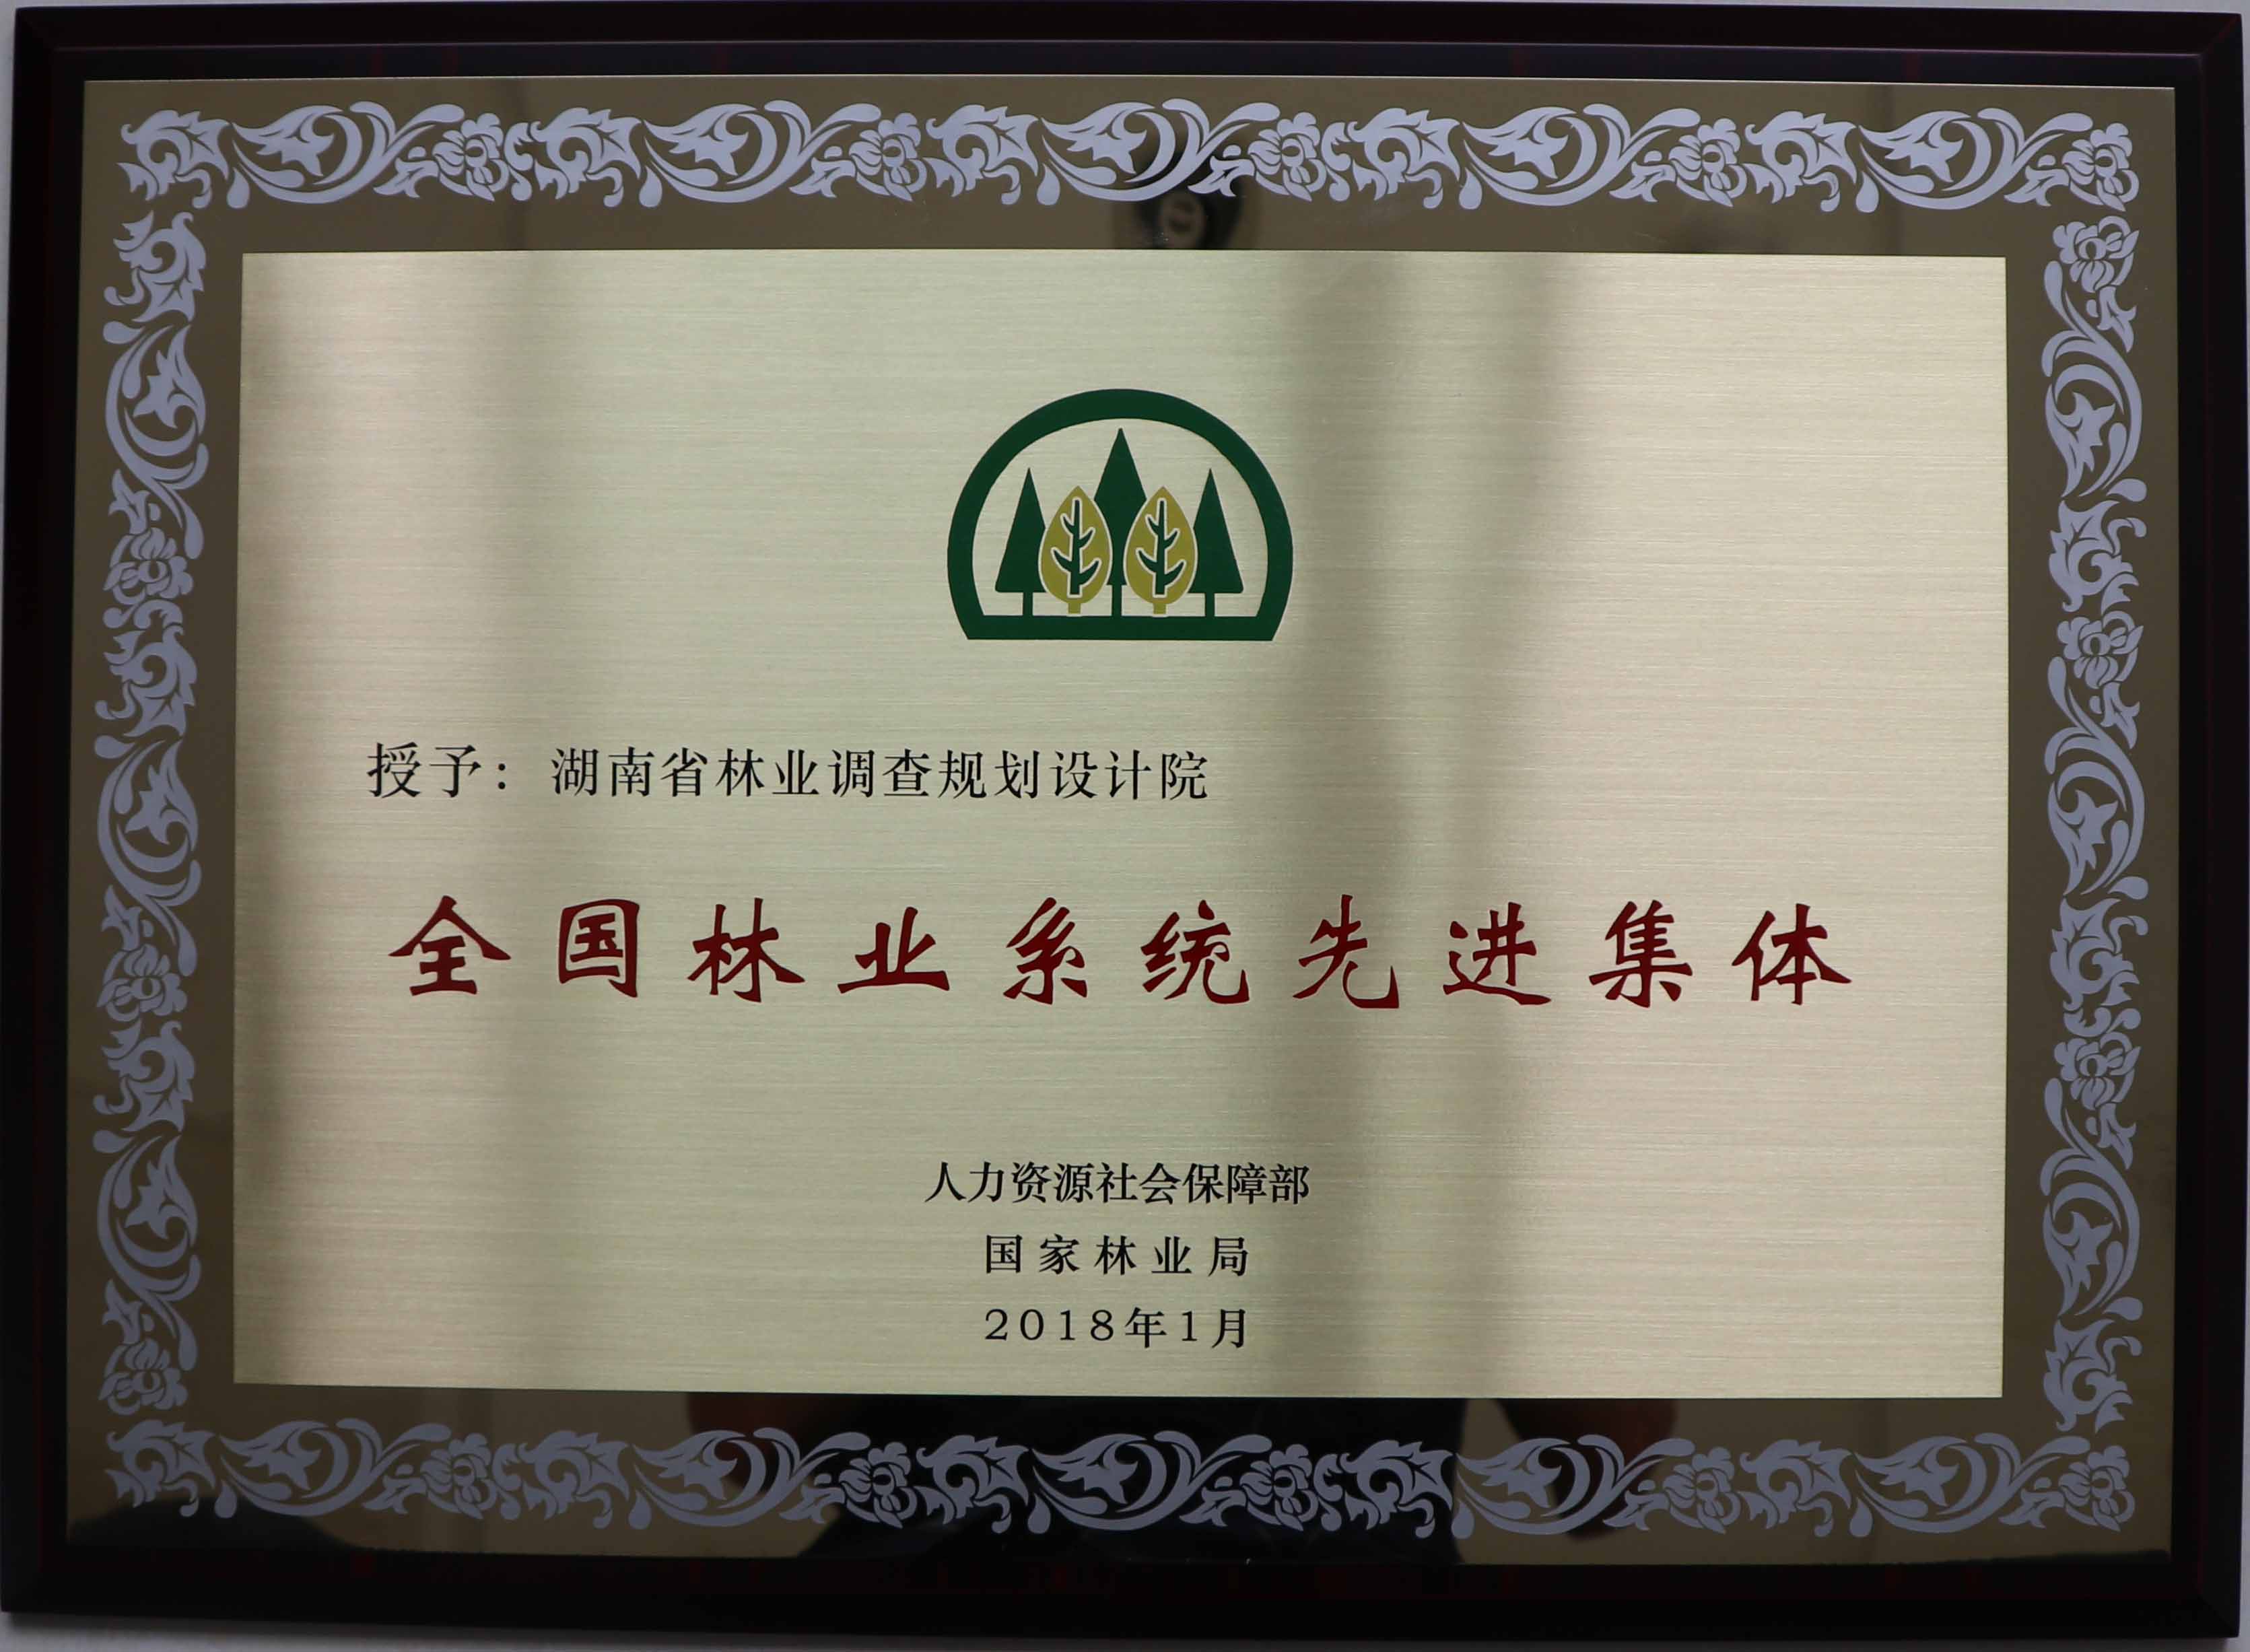 授予：湖南省林业调查规划设计院
全国林业系统先进集体
人力资源社会保障部
国家林业局
2018年1月